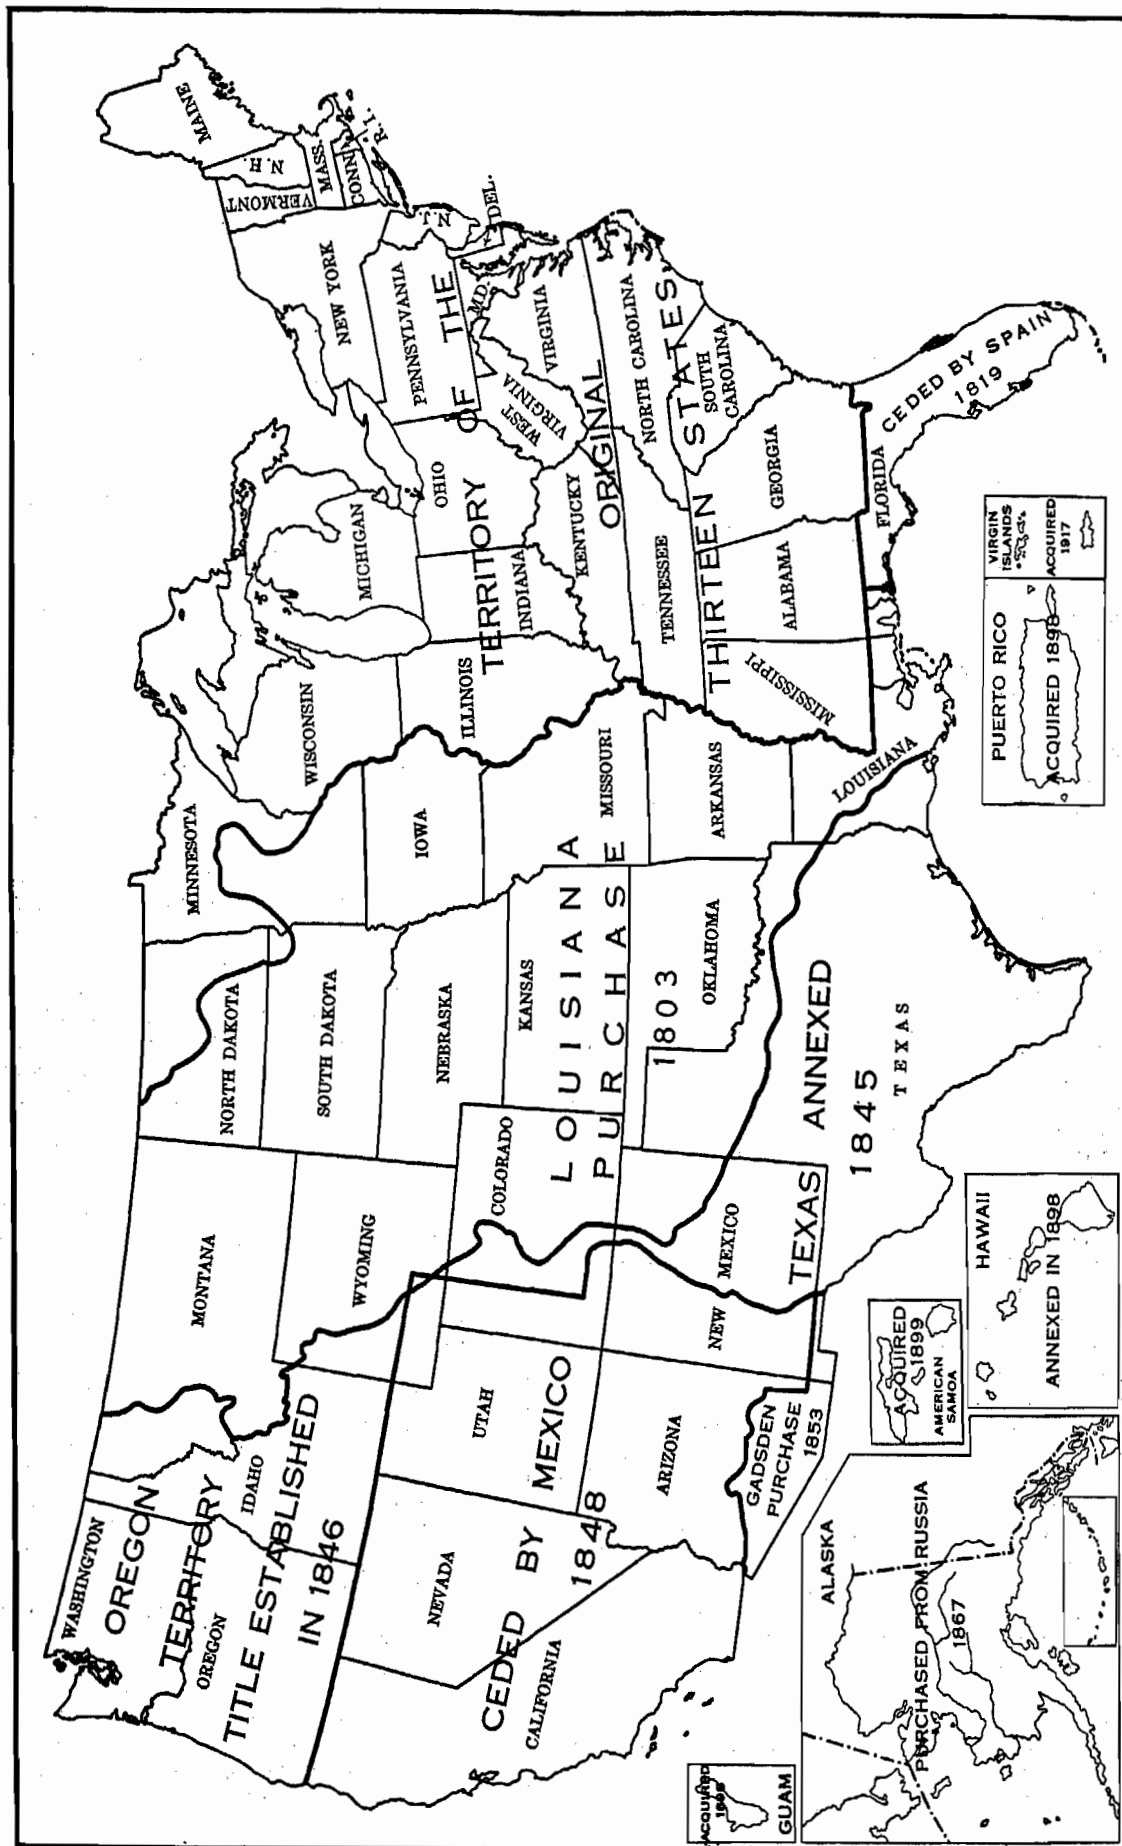 WASHINGTON
OREGON
TERRITORY
OREGON
IDAHO
TITLE ESTABLISHED
IN 1846
MONTANA
WYOMING
NORTH DAKOTA
SOUTH DAKOTA
NEBRASKA
MINNESOTA
WISCONSIN
IOWA
MICHIGAN
ILLINOIS
INDIANA
OHIO
MAINE
N.H.
VERMONT
MASS.
CONN.
R.I.
NEW YORK
PENNSYLVANIA
N.J.
DEL.
MD.
WEST
VIRGINIA
VIRGINIA
KENTUCKY
TENNESSEE
NORTH CAROLINA
SOUTH
CAROLINA
GEORGIA
ALABAMA
MISSISSIPPI
TERRITORY OF THE
ORIGINAL
THIRTEEN STATES
FLORIDA
CEDED BY SPAIN
1819
NEVADA
UTAH
COLORADO
KANSAS
MISSOURI
LOUISIANA
PURCHASE
1803
CALIFORNIA
CEDED BY MEXICO
1848
ARIZONA
NEW MEXICO
OKLAHOMA
ARKANSAS
LOUISIANA
GADSDEN
PURCHASE
1853
TEXAS ANNEXED
1845
TEXAS
ACQUIRED
GUAM
ALASKA
PURCHASED FROM RUSSIA
1867
ACQUIRED
1899
AMERICAN
SAMOA
HAWAII
ANNEXED IN 1898
PUERTO RICO
ACQUIRED 1898
VIRGIN
ISLANDS
ACQUIRED
1917